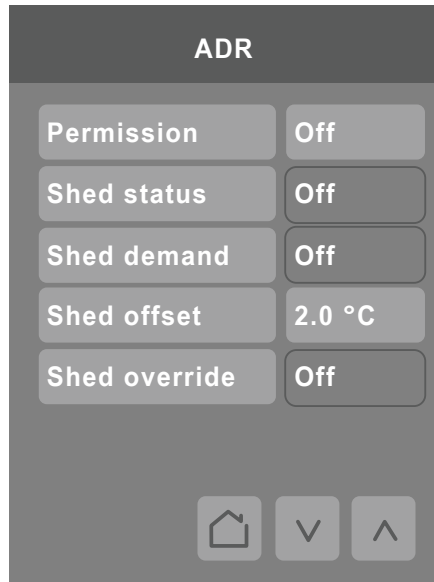 ADR
Permission Off
Shed status Off
Shed demand Off
Shed offset 2.0 °C
Shed override Off